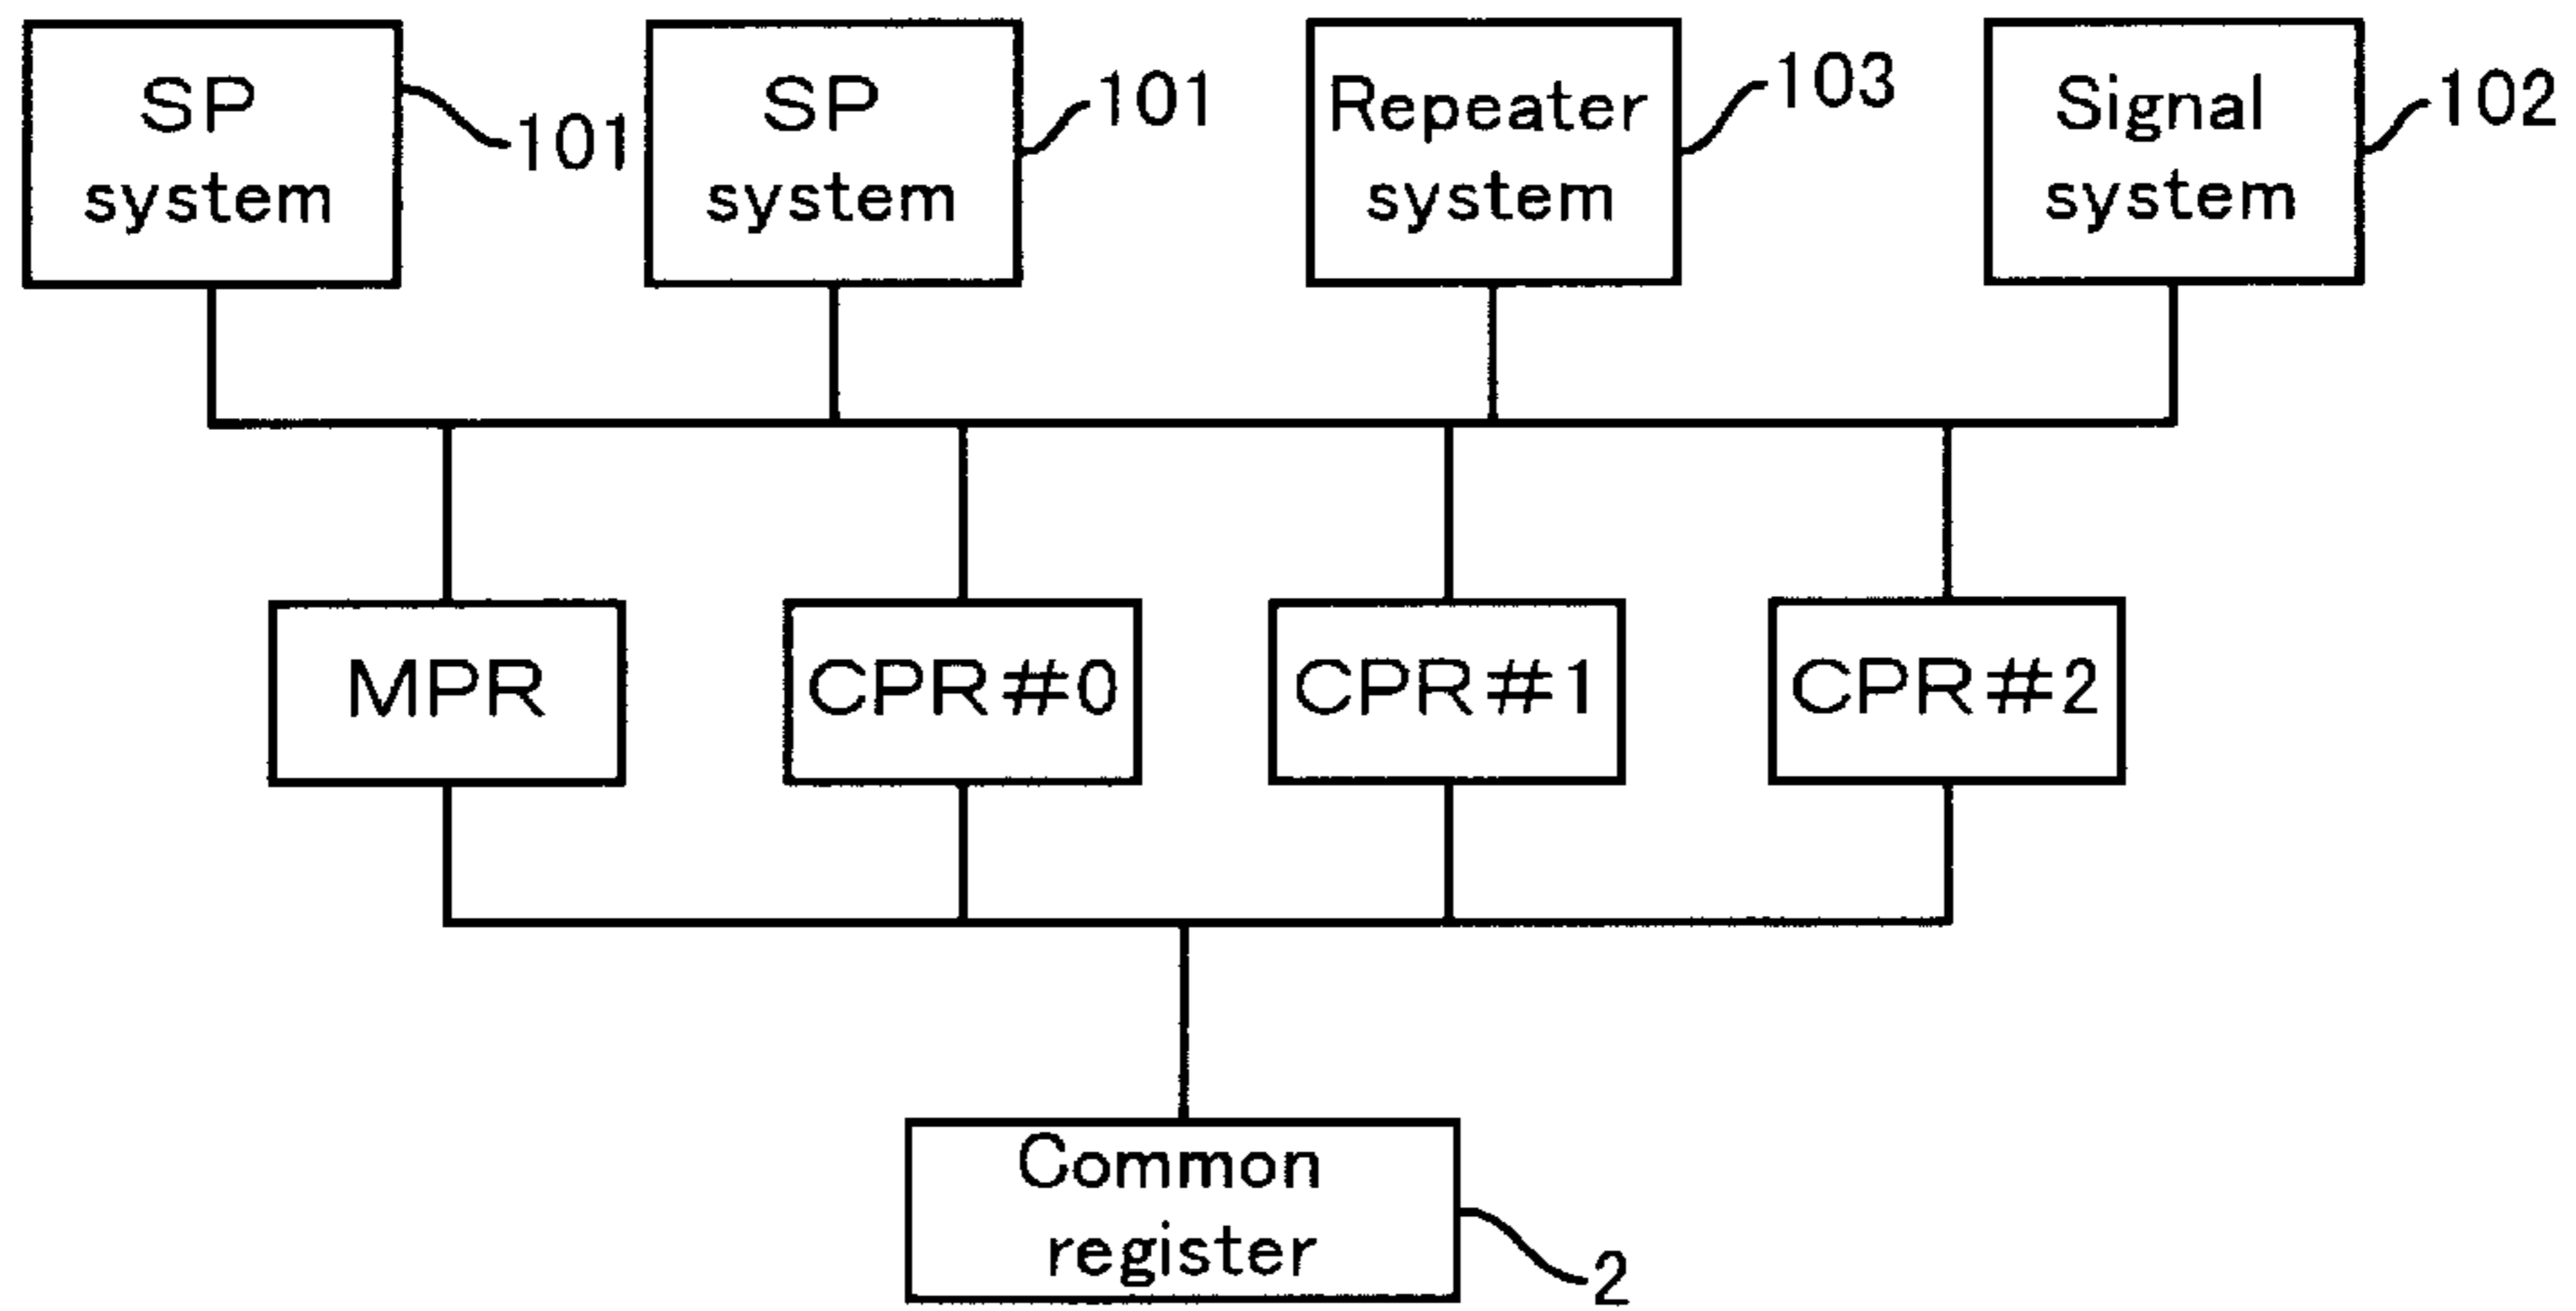 SP
system
101
SP
system
101
Repeater
system
103
Signal
system
102
MPR
CPR#0
CPR#1
CPR#2
Common
register
2